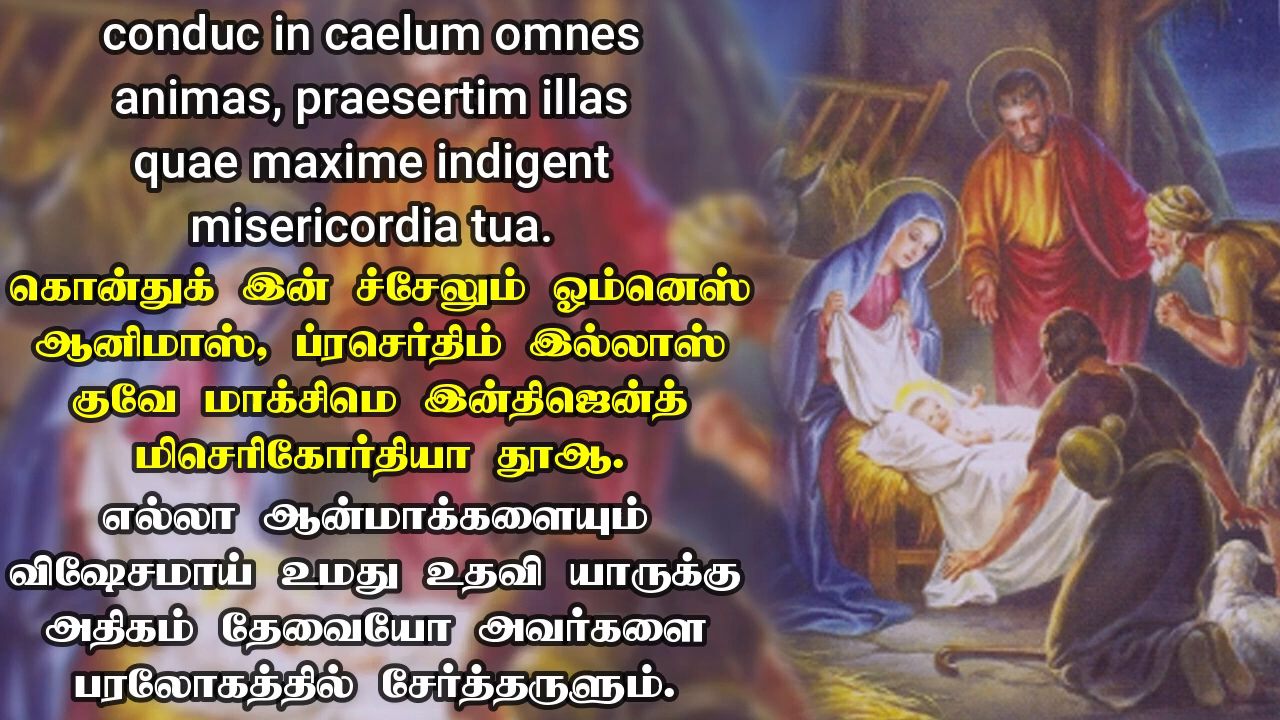 conduc in caelum omnes
animas, praesertim illas
quae maxime indigent
misericordia tua.
கொன்துக் இன் ச்சேலும் ஓம்னெஸ்
ஆனிமாஸ், ப்ரசெர்திம் இல்லாஸ்
குவே மாக்சிமெ இன்திஜென்த்
மிசெரிகோர்தியா தூஆ.
எல்லா ஆன்மாக்களையும்
விஷேசமாய் உமது உதவி யாருக்கு
அதிகம் தேவையோ அவர்களை
பரலோகத்தில் சேர்த்தருளும்.